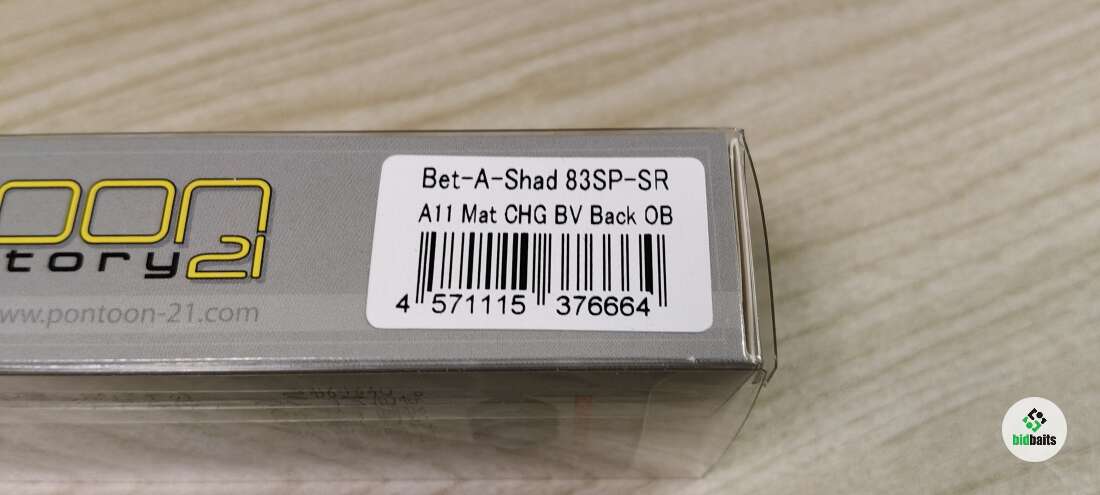 Bet-A-Shad 83SP-SR
A11 Mat CHG BV Back OB
4 571115 376664
oon
tory21
ww.pontoon-21.com
bidbaits